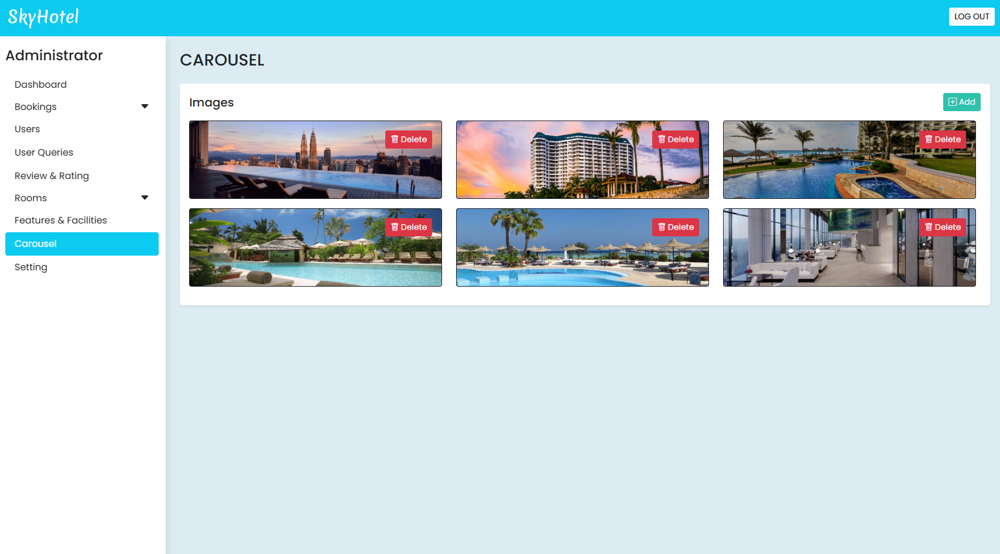 SkyHotel
LOG OUT
Administrator
Dashboard
Bookings
Users
User Queries
Review & Rating
Rooms
Features & Facilities
Carousel
Setting
CAROUSEL
Images
Add
Delete
Delete
Delete
Delete
Delete
Delete